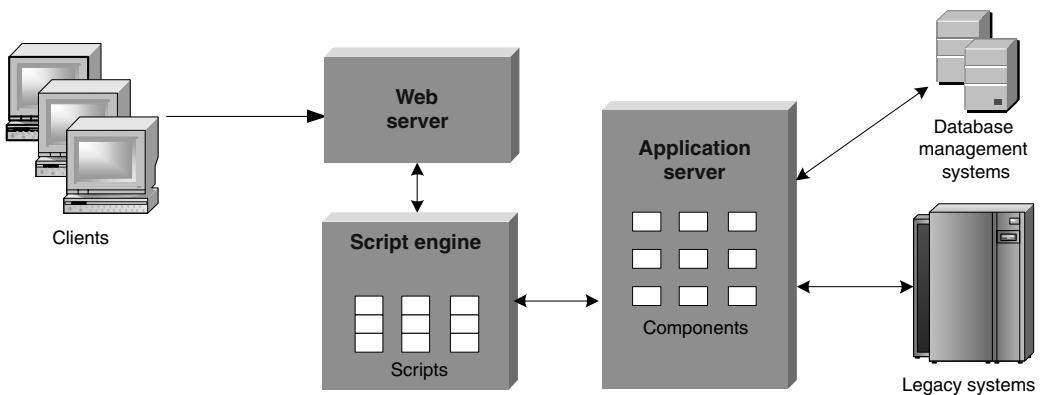 Clients
Web
server
Script engine
Scripts
Application
server
Components
Database
management
systems
Legacy systems